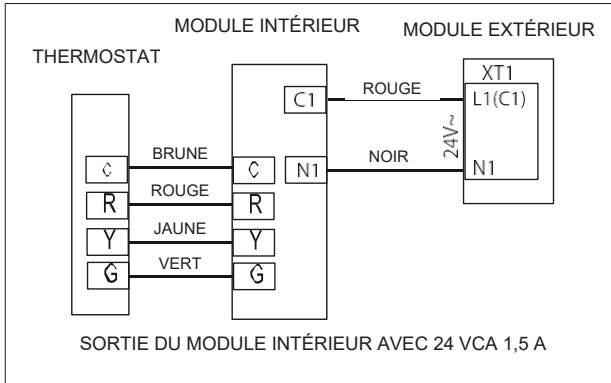 MODULE INTÉRIEUR
MODULE EXTÉRIEUR
THERMOSTAT
XT1
C1
ROUGE
L1(C1)
24V~
BRUNE
C
C
N1
NOIR
N1
ROUGE
R
R
JAUNE
Y
Y
VERT
G
G
SORTIE DU MODULE INTÉRIEUR AVEC 24 VCA 1,5 A